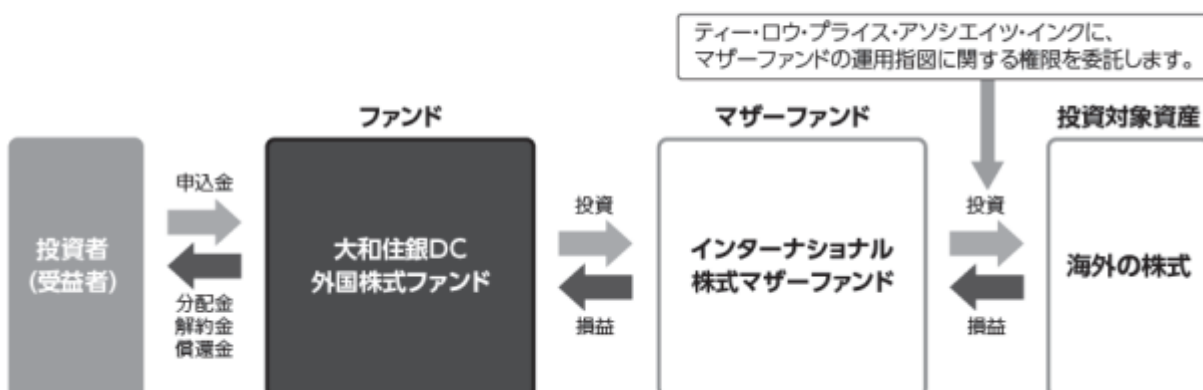 ティー・ロウ・プライス・アソシエイツ・インクに、
マザーファンドの運用指図に関する権限を委託します。
ファンド
マザーファンド
投資対象資産
投資者
(受益者)
申込金
分配金
解約金
償還金
大和住銀DC
外国株式ファンド
投資
損益
インターナショナル
株式マザーファンド
投資
損益
海外の株式